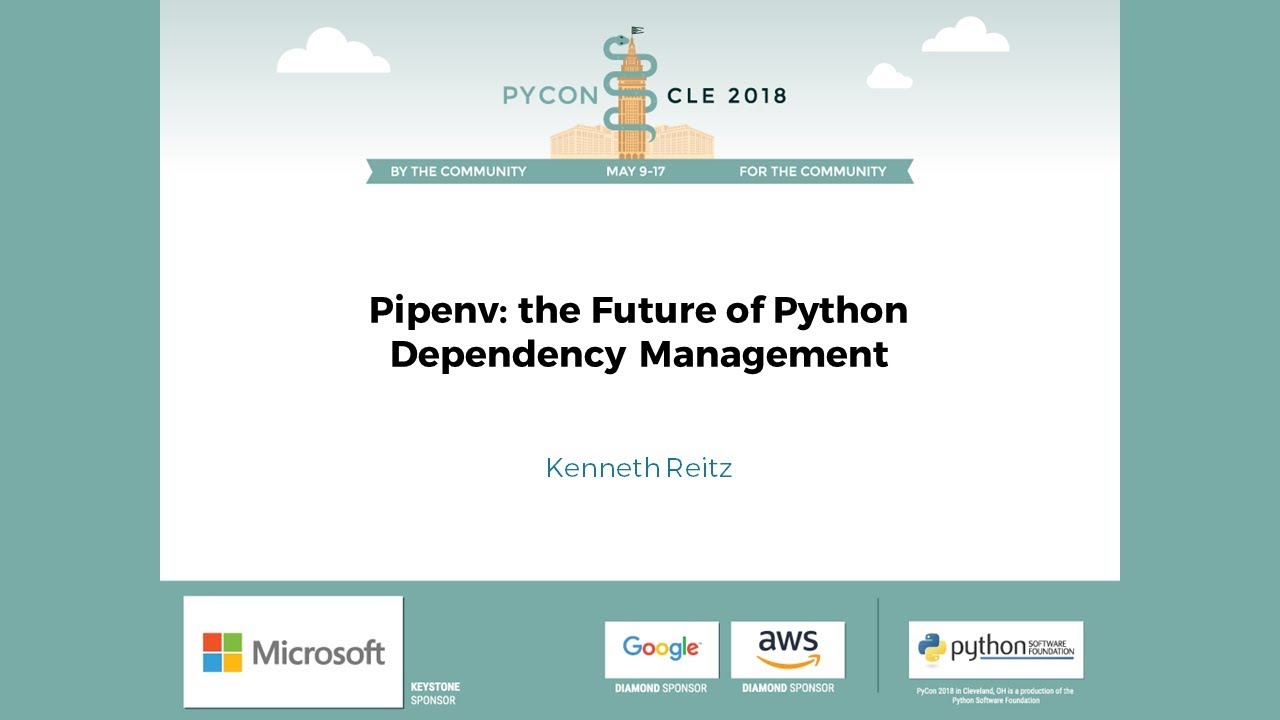 PYCON CLE 2018
BY THE COMMUNITY MAY 9-17 FOR THE COMMUNITY
Pipenv: the Future of Python
Dependency Management
Kenneth Reitz
Microsoft
KEYSTONE
SPONSOR
Google
DIAMOND SPONSOR
aws
DIAMOND SPONSOR
python SOFTWARE
FOUNDATION
PyCon 2018 in Cleveland, OH is a production of the
Python Software Foundation